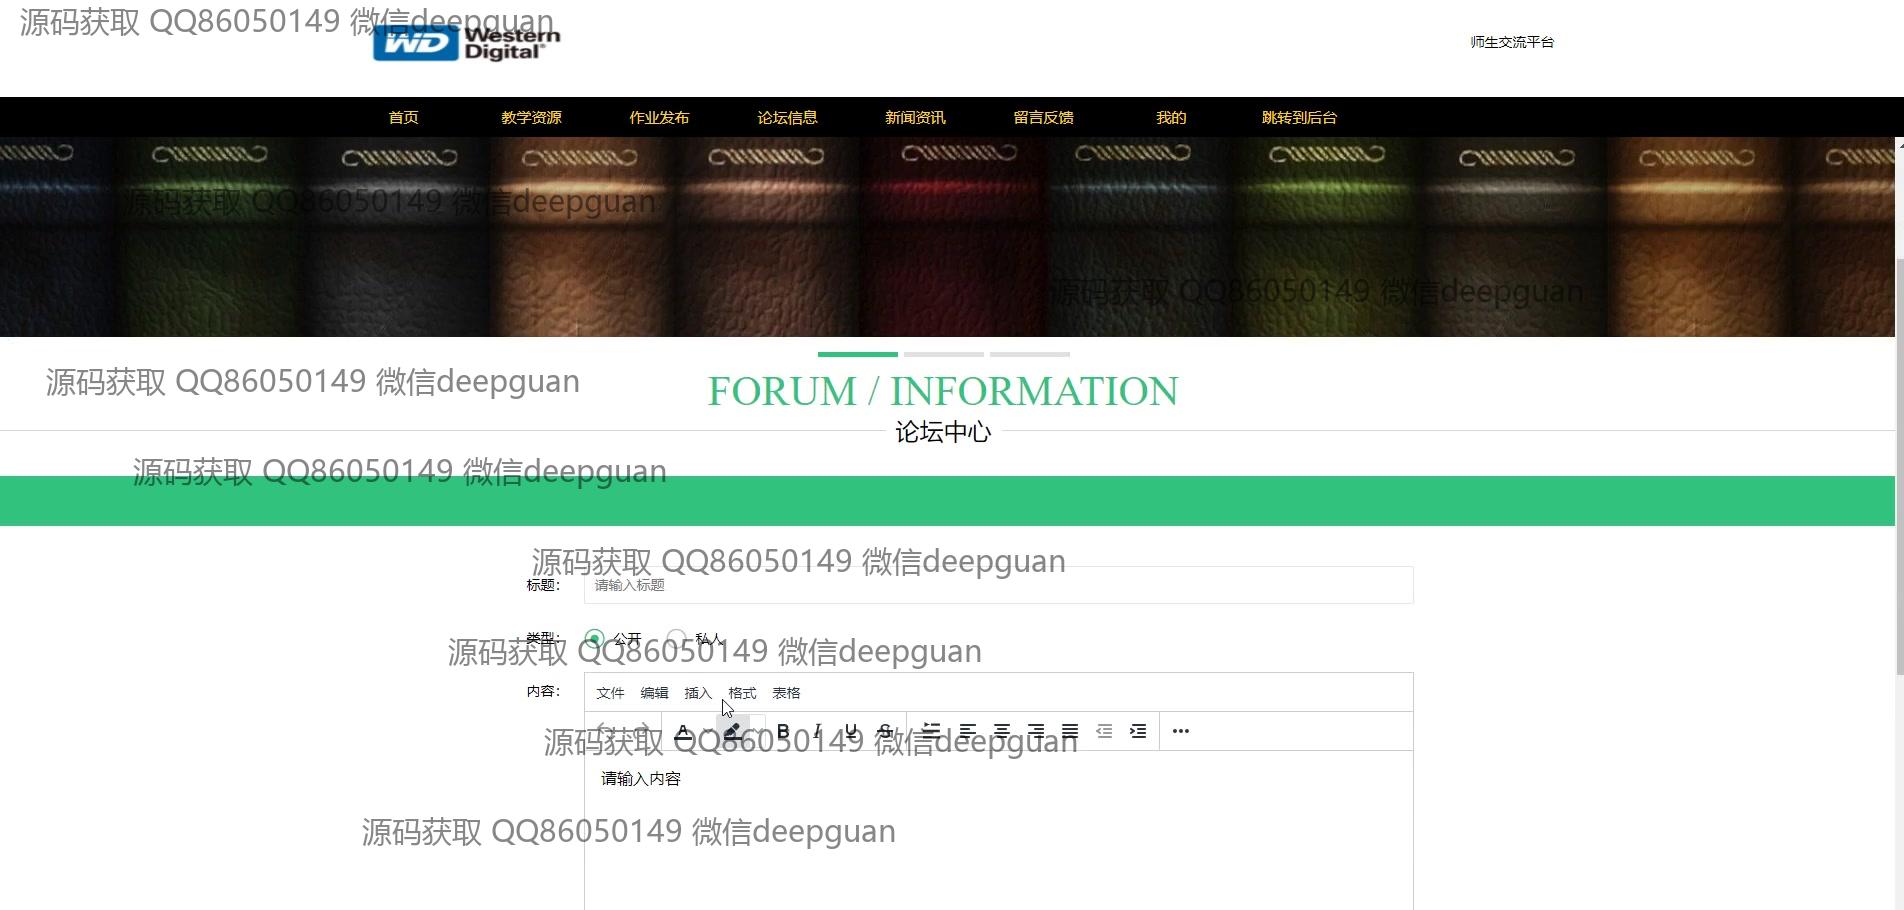 源码获取 QQ86050149 微信deepguan
WD Western Digital®
师生交流平台
首页 教学资源 作业发布 论坛信息 新闻资讯 留言反馈 我的 跳转到后台
源码获取 QQ86050149 微信deepguan
源码获取 QQ86050149 微信deepguan
源码获取 QQ86050149 微信deepguan
FORUM / INFORMATION
论坛中心
源码获取 QQ86050149 微信deepguan
源码获取 QQ86050149 微信deepguan
标题： 请输入标题
类型： 公开 私人
源码获取 QQ86050149 微信deepguan
内容： 文件 编辑 插入 格式 表格
A B I U S
源码获取 QQ86050149 微信deepguan
请输入内容
源码获取 QQ86050149 微信deepguan